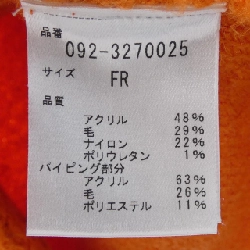 品番
092-3270025
サイズ
FR
品質
アクリル 48%
毛 29%
ナイロン 22%
ポリウレタン 1%
パイピング部分
アクリル 63%
毛 26%
ポリエステル 11%